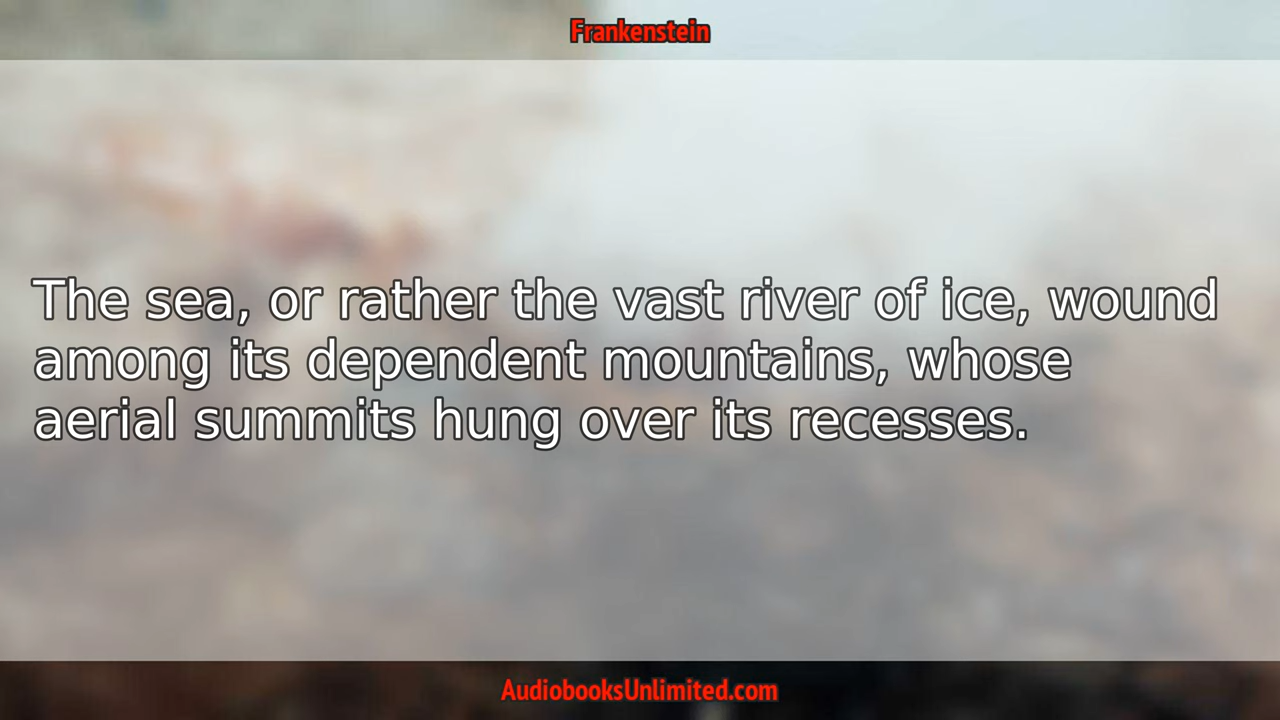 Frankenstein
The sea, or rather the vast river of ice, wound
among its dependent mountains, whose
aerial summits hung over its recesses.
AudiobooksUnlimited.com